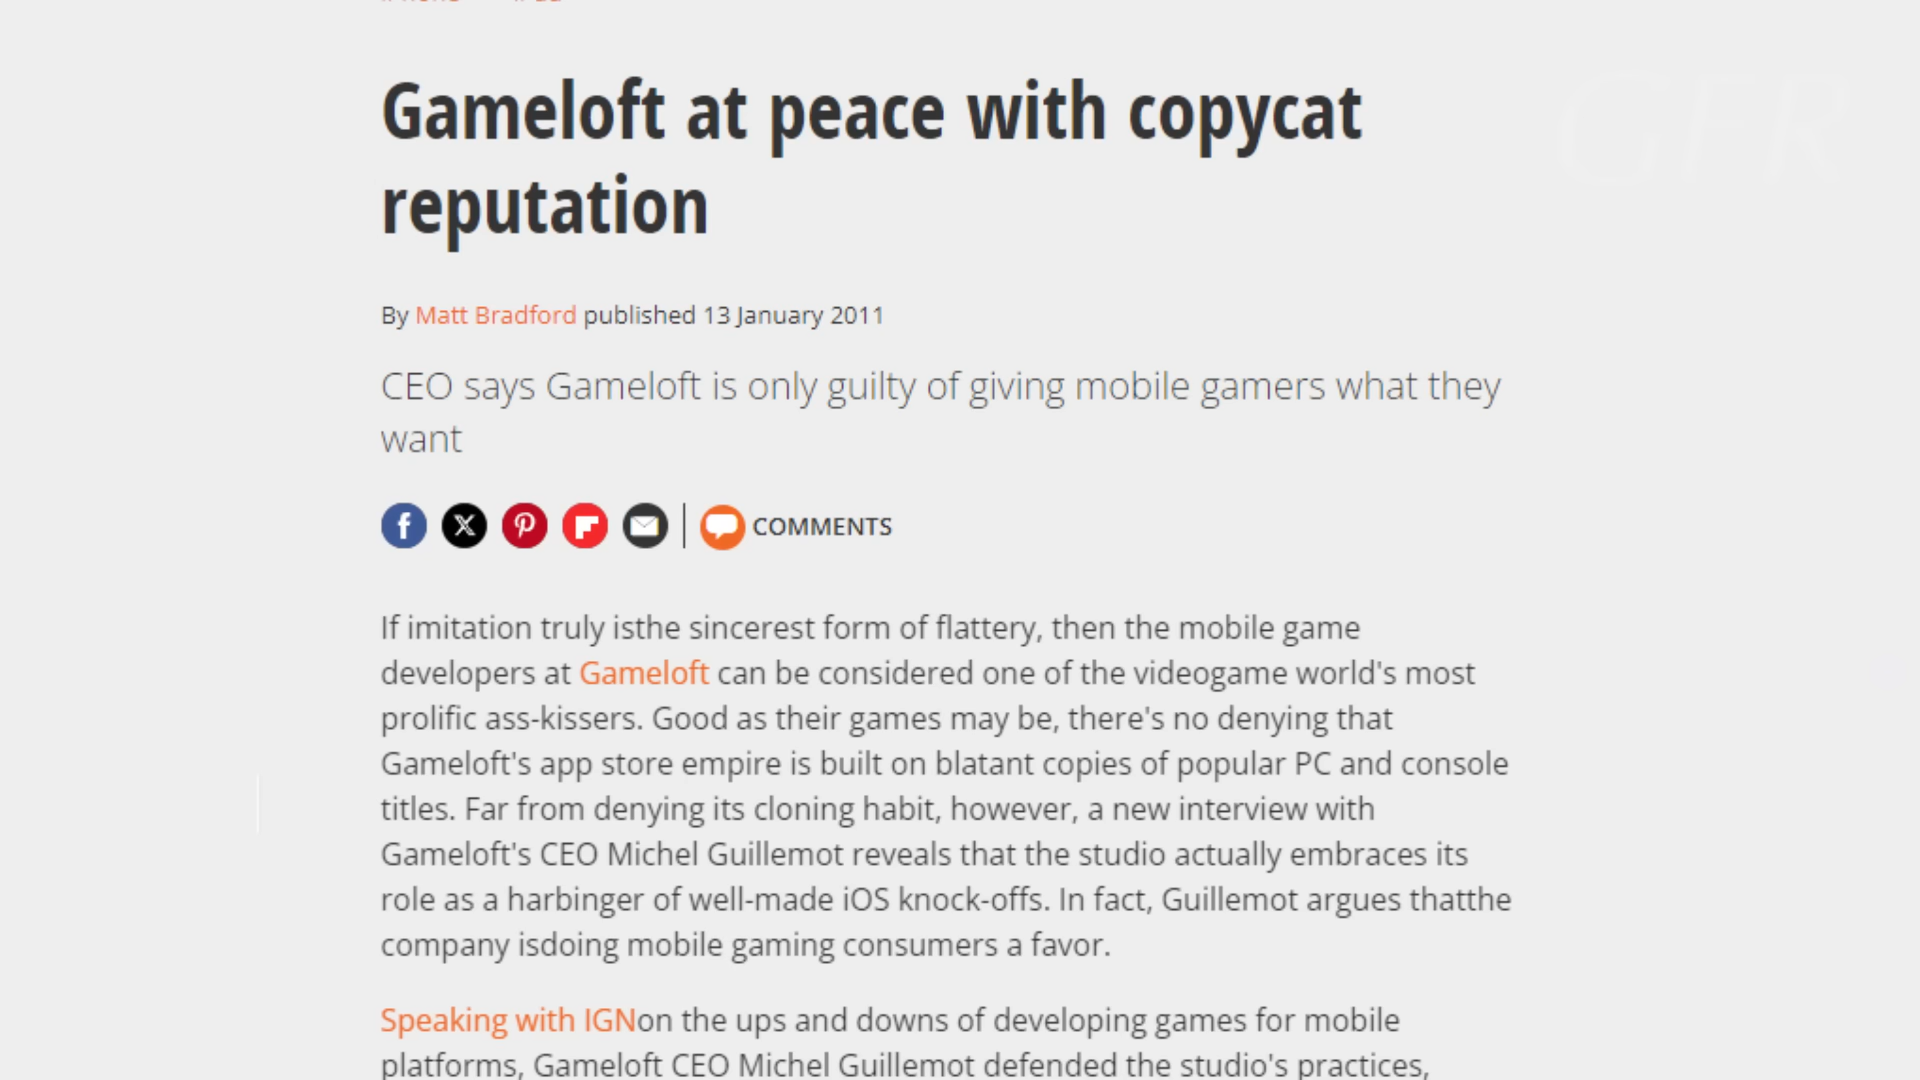 Gameloft at peace with copycat
reputation
By Matt Bradford published 13 January 2011
CEO says Gameloft is only guilty of giving mobile gamers what they
want
COMMENTS
If imitation truly isthe sincerest form of flattery, then the mobile game
developers at Gameloft can be considered one of the videogame world's most
prolific ass-kissers. Good as their games may be, there's no denying that
Gameloft's app store empire is built on blatant copies of popular PC and console
titles. Far from denying its cloning habit, however, a new interview with
Gameloft's CEO Michel Guillemot reveals that the studio actually embraces its
role as a harbinger of well-made iOS knock-offs. In fact, Guillemot argues thatthe
company isdoing mobile gaming consumers a favor.
Speaking with IGNon the ups and downs of developing games for mobile
platforms, Gameloft CEO Michel Guillemot defended the studio's practices,
GFR